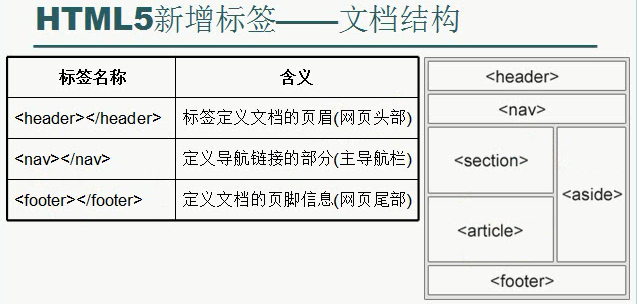 HTML5新增标签——文档结构
标签名称 含义
<header></header> 标签定义文档的页眉(网页头部)
<nav></nav> 定义导航链接的部分(主导航栏)
<footer></footer> 定义文档的页脚信息(网页尾部)
<header>
<nav>
<section>
<aside>
<article>
<footer>